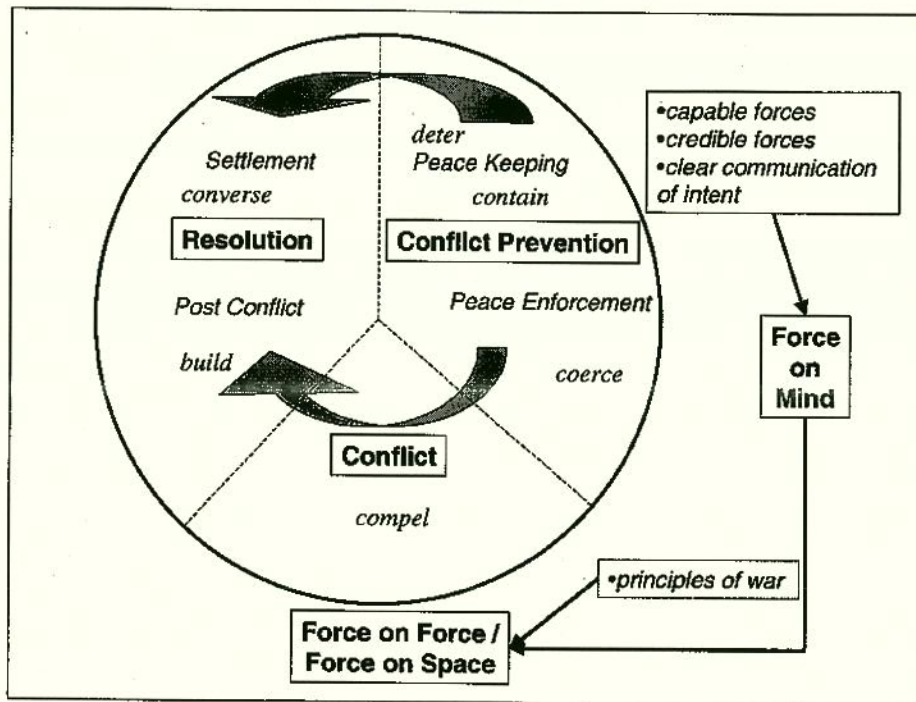 deter
Settlement
Peace Keeping
converse
contain
Resolution
Conflict Prevention
Post Conflict
Peace Enforcement
build
coerce
Conflict
compel
•capable forces
•credible forces
•clear communication
of intent
Force
on
Mind
•principles of war
Force on Force /
Force on Space